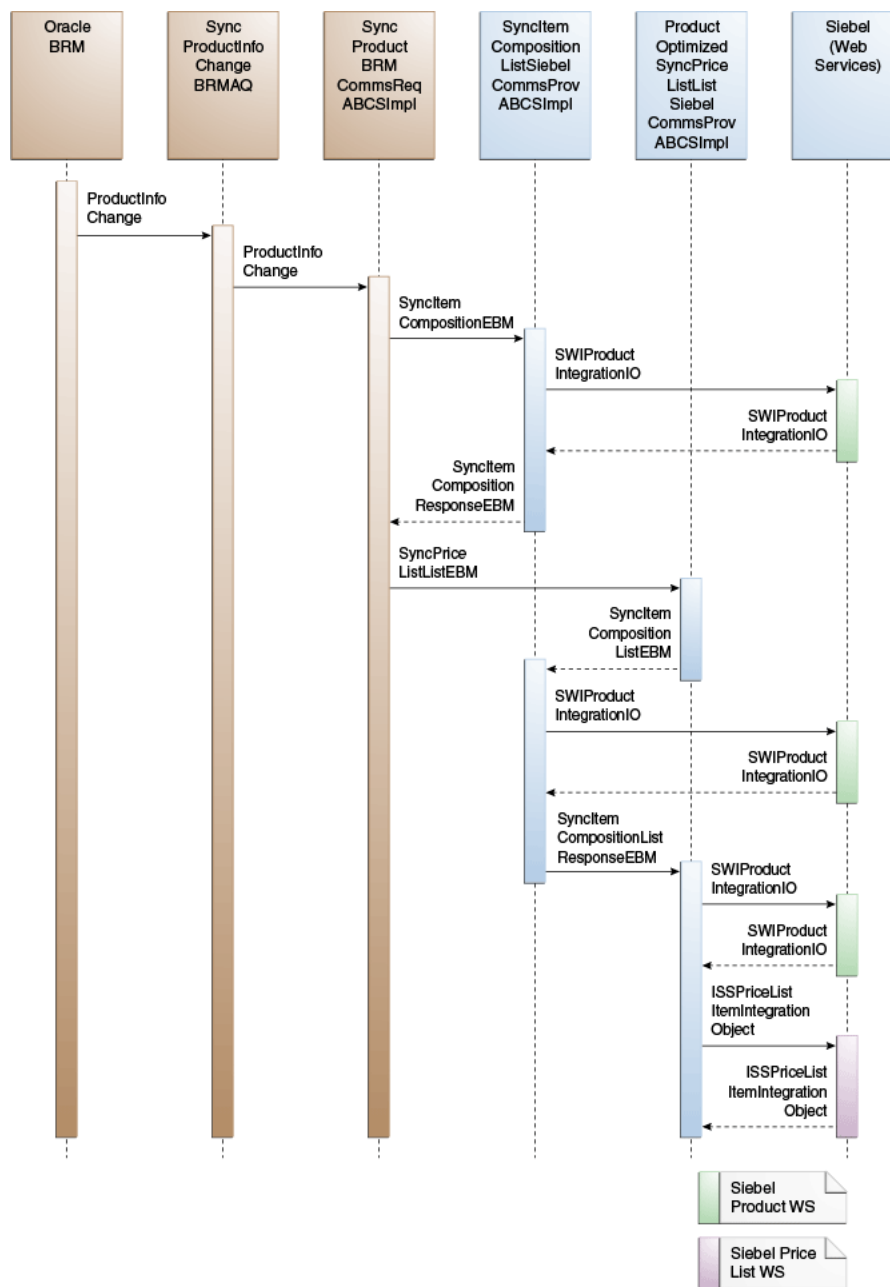 Oracle
BRM
Sync
ProductInfo
Change
BRMAQ
Sync
Product
BRM
CommsReq
ABCSImpl
SyncItem
Composition
ListSiebel
CommsProv
ABCSImpl
Product
Optimized
SyncPrice
ListList
Siebel
CommsProv
ABCSImpl
Siebel
(Web
Services)
ProductInfo
Change
ProductInfo
Change
SyncItem
CompositionEBM
SWIProduct
IntegrationIO
SWIProduct
IntegrationIO
SyncItem
Composition
ResponseEBM
SyncPrice
ListListEBM
SyncItem
Composition
ListEBM
SWIProduct
IntegrationIO
SWIProduct
IntegrationIO
SyncItem
CompositionList
ResponseEBM
SWIProduct
IntegrationIO
SWIProduct
IntegrationIO
ISSPriceList
ItemIntegration
Object
ISSPriceList
ItemIntegration
Object
Siebel
Product WS
Siebel Price
List WS